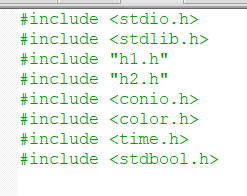 #include <stdio.h>
#include <stdlib.h>
#include "h1.h"
#include "h2.h"
#include <conio.h>
#include <color.h>
#include <time.h>
#include <stdbool.h>